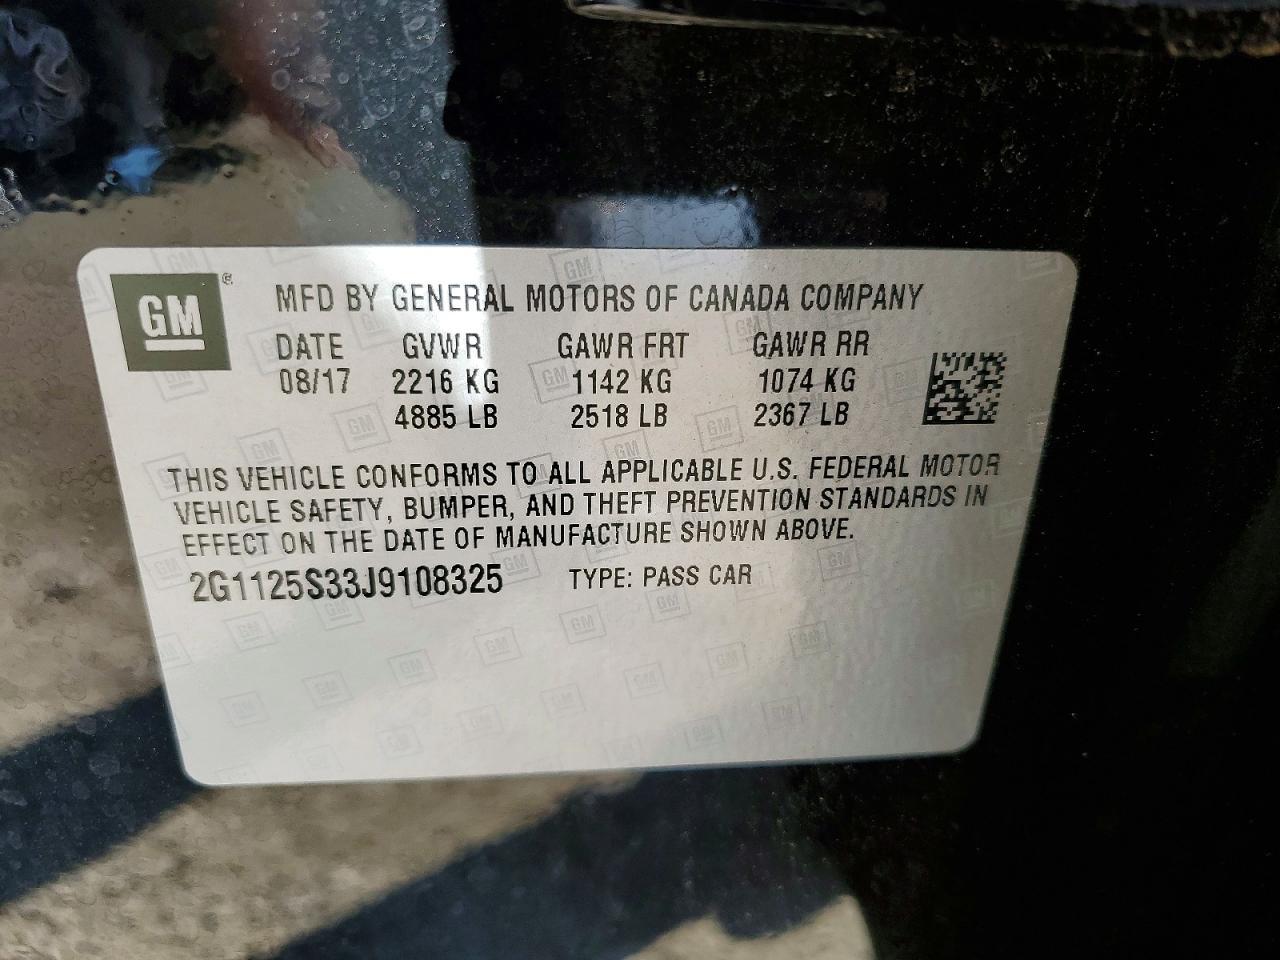 GM
MFD BY GENERAL MOTORS OF CANADA COMPANY
DATE GVWR GAWR FRT GAWR RR
08/17 2216 KG 1142 KG 1074 KG
4885 LB 2518 LB 2367 LB
THIS VEHICLE CONFORMS TO ALL APPLICABLE U.S. FEDERAL MOTOR
VEHICLE SAFETY, BUMPER, AND THEFT PREVENTION STANDARDS IN
EFFECT ON THE DATE OF MANUFACTURE SHOWN ABOVE.
2G1125S33J9108325 TYPE: PASS CAR